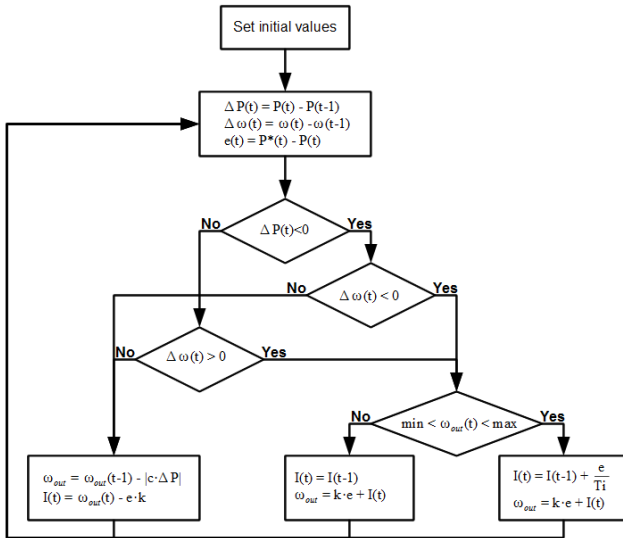 Set initial values
Δ P(t) = P(t) - P(t-1)
Δ ω(t) = ω(t) -ω(t-1)
e(t) = P*(t) - P(t)
No
Yes
Δ P(t)<0
No
Yes
Δ ω(t) < 0
No
Yes
Δ ω(t) > 0
No
Yes
min < ω_out(t) < max
ω_out = ω_out(t-1) - |c·Δ P|
I(t) = ω_out(t) - e·k
I(t) = I(t-1)
ω_out = k·e + I(t)
I(t) = I(t-1) + e/Ti
ω_out = k·e + I(t)